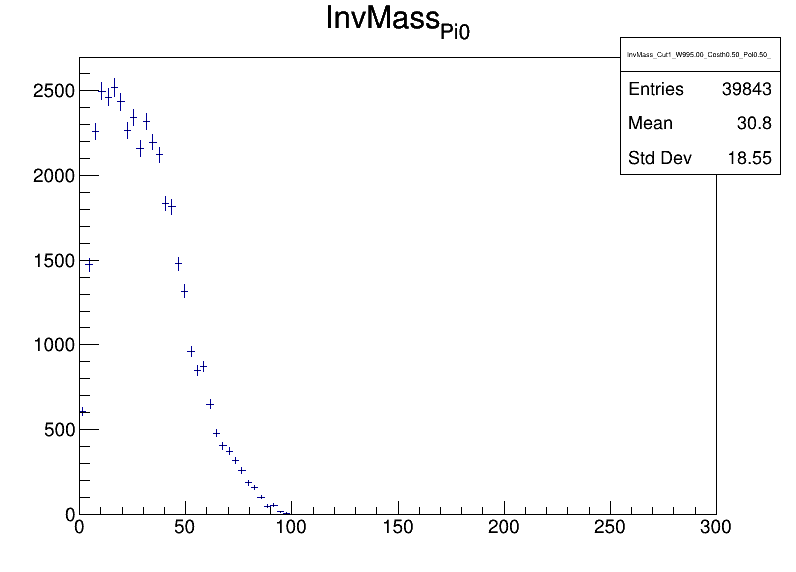 InvMass_Pi0
InvMass_Cut1_W995.00_Costh0.50_Pol0.50_
Entries 39843
Mean 30.8
Std Dev 18.55
2500
2000
1500
1000
500
0
0 50 100 150 200 250 300